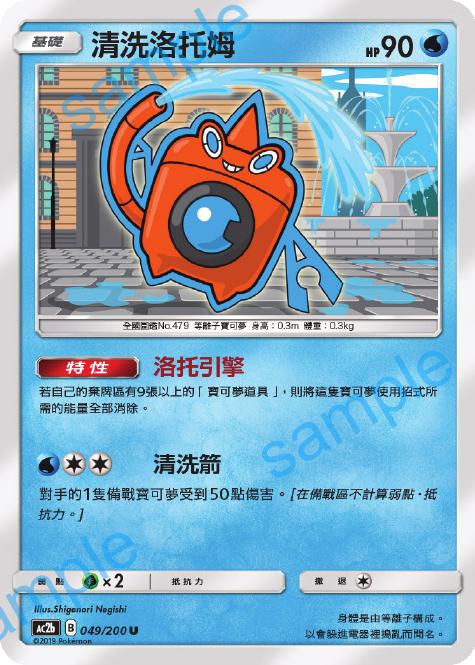 基礎
清洗洛托姆
HP90
全國圖鑑No.479 等離子寶可夢 身高：0.3m 體重：0.3kg
特性
洛托引擎
若自己的棄牌區有9張以上的「寶可夢道具」，則將這隻寶可夢使用招式所
需的能量全部消除。
清洗箭
對手的1隻備戰寶可夢受到50點傷害。[在備戰區不計算弱點・抵
抗力。]
弱點 ×2 抵抗力 撤退
Illus.Shigenori Negishi
AC2b B 049/200 U
©2019 Pokémon
身體是由等離子構成。
以會躲進電器裡搗亂而聞名。
sample
sample
sample